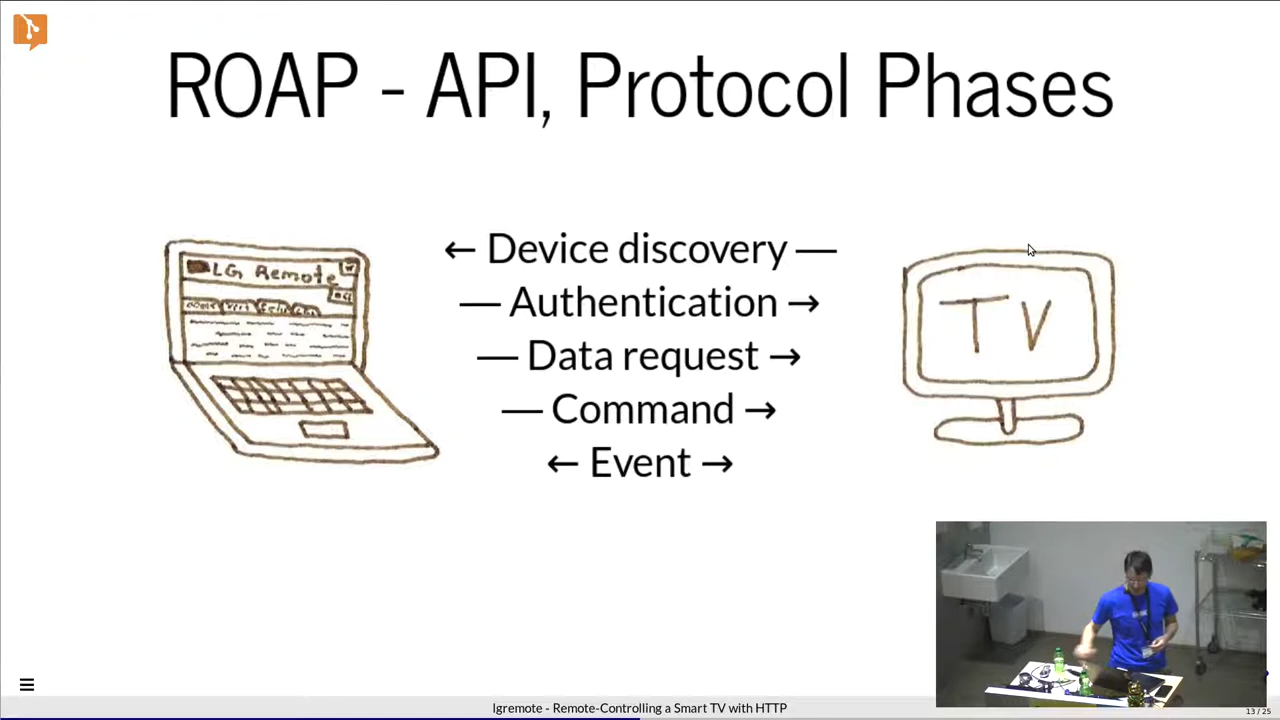 ROAP - API, Protocol Phases
LG Remote
TV
← Device discovery —
— Authentication →
— Data request →
— Command →
← Event →
lgremote - Remote-Controlling a Smart TV with HTTP
13 / 25